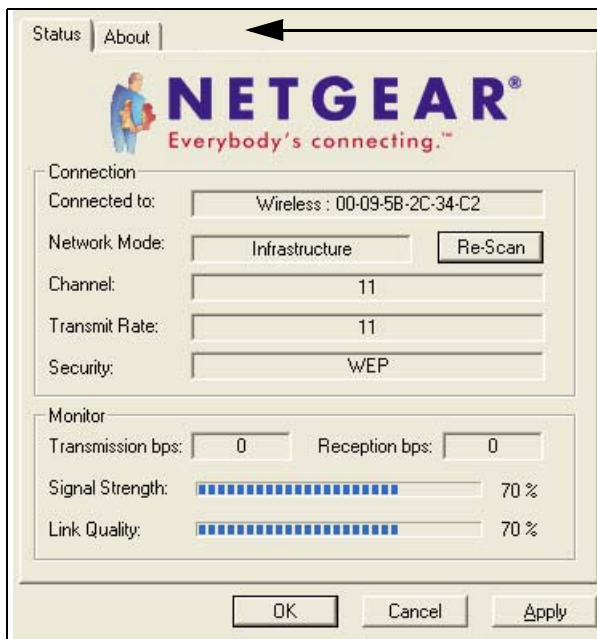 Status About
NETGEAR®
Everybody's connecting.™
Connection
Connected to: Wireless : 00-09-5B-2C-34-C2
Network Mode: Infrastructure Re-Scan
Channel: 11
Transmit Rate: 11
Security: WEP
Monitor
Transmission bps: 0 Reception bps: 0
Signal Strength: 70 %
Link Quality: 70 %
OK Cancel Apply